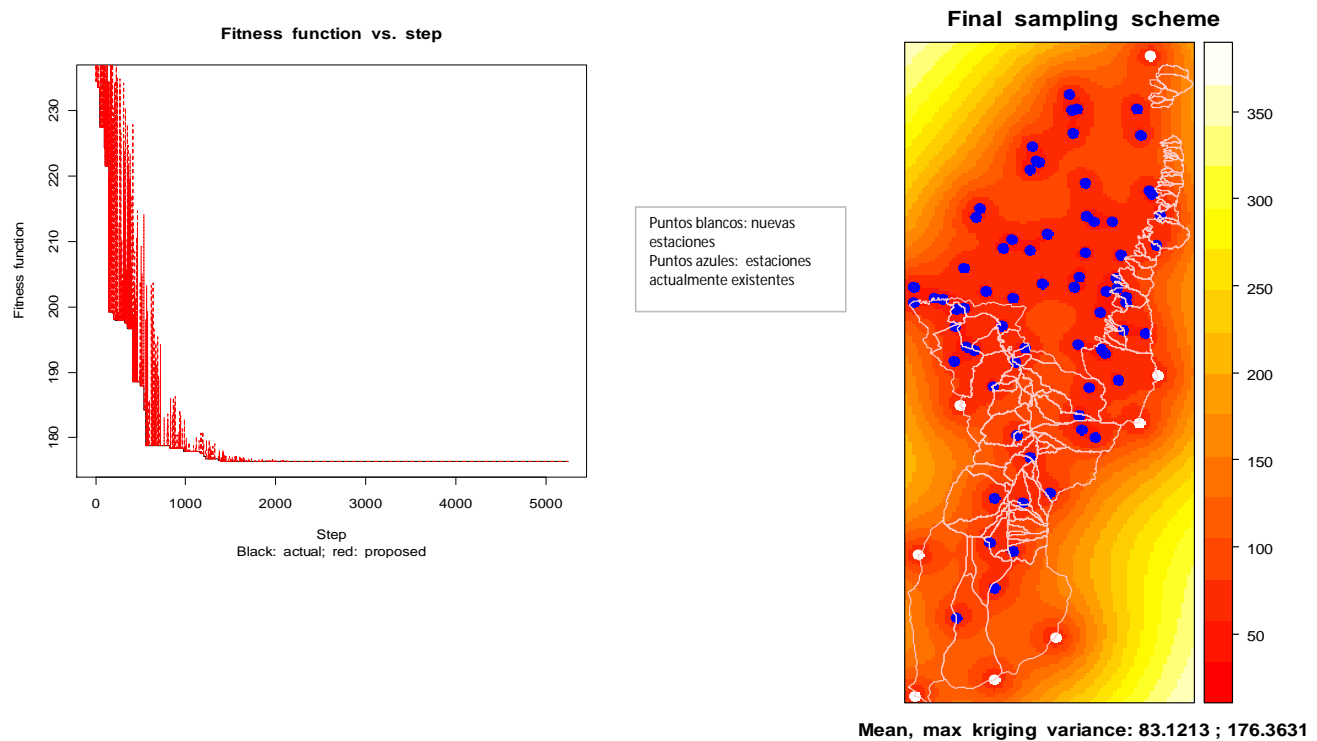 Fitness function vs. step
Fitness function
230
220
210
200
190
180
0 1000 2000 3000 4000 5000
Step
Black: actual; red: proposed
Puntos blancos: nuevas
estaciones
Puntos azules: estaciones
actualmente existentes
Final sampling scheme
350
300
250
200
150
100
50
Mean, max kriging variance: 83.1213 ; 176.3631